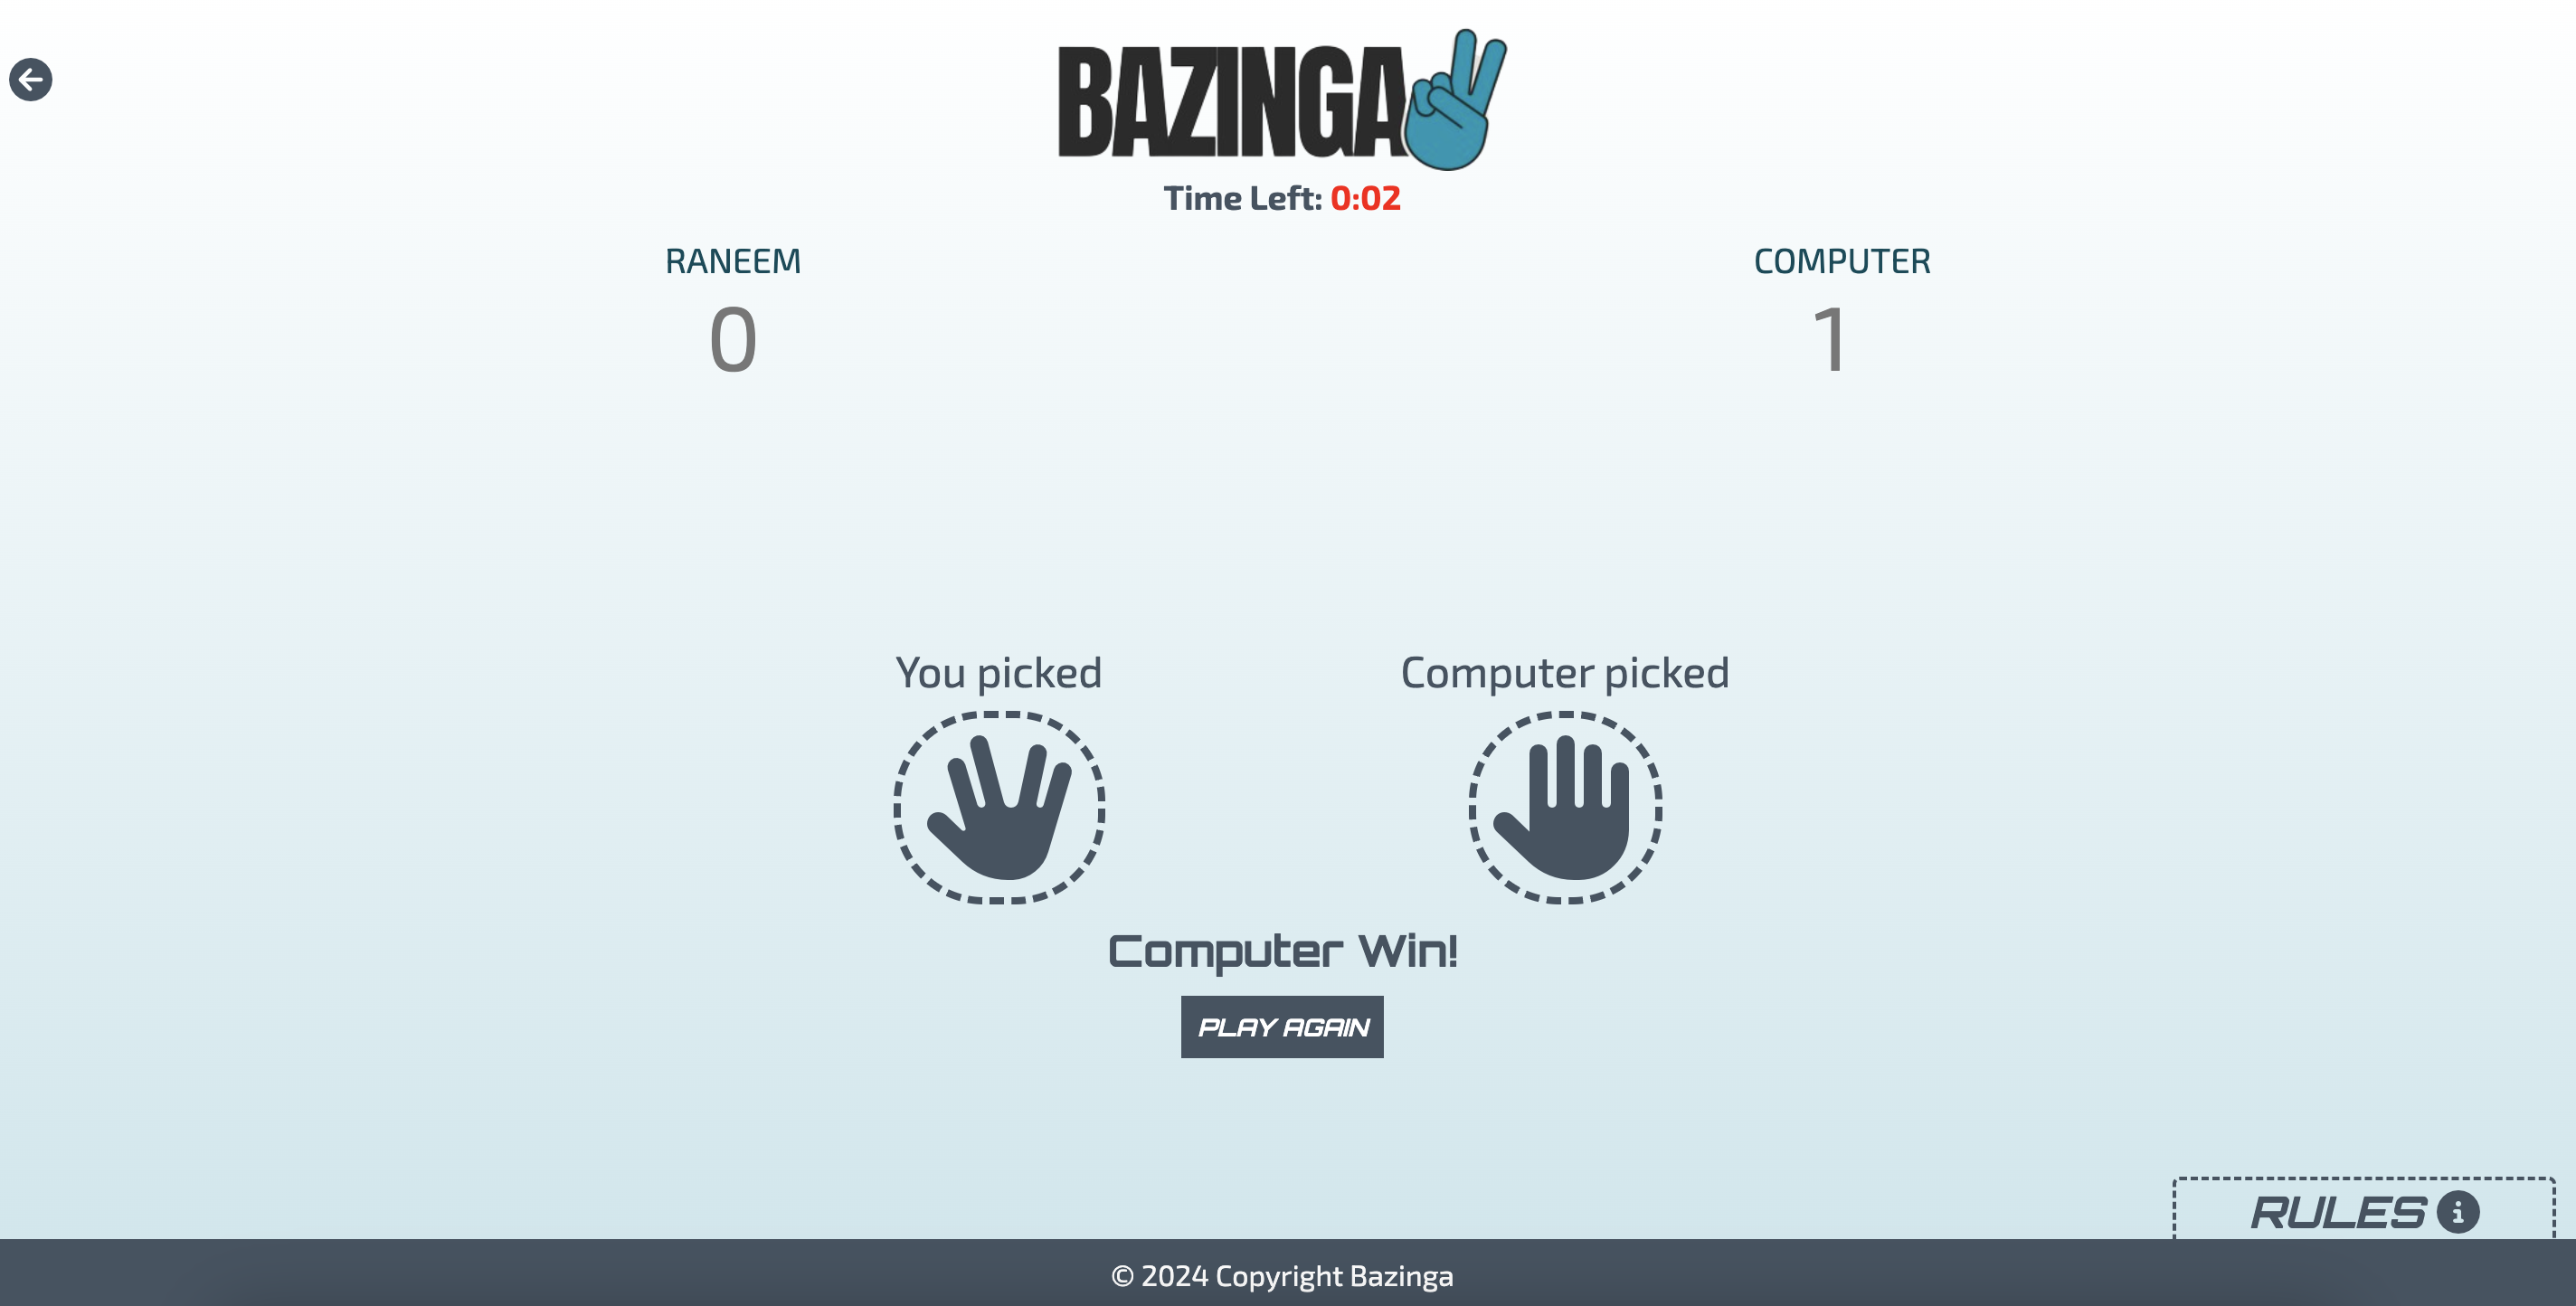 BAZINGA
Time Left: 0:02
RANEEM
COMPUTER
0
1
You picked
Computer picked
Computer Win!
PLAY AGAIN
RULES
© 2024 Copyright Bazinga